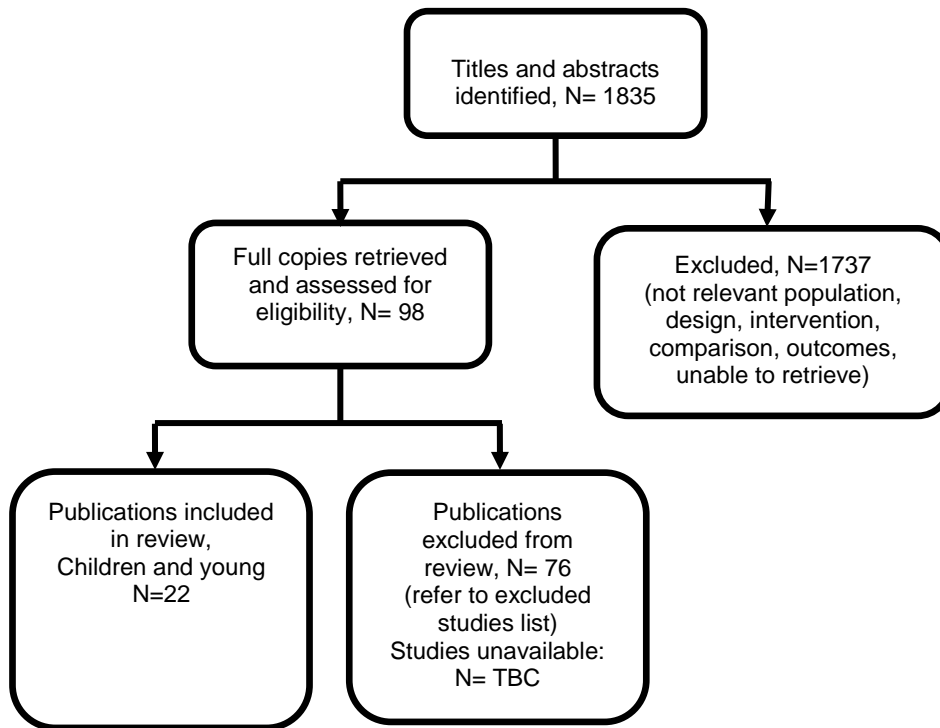 Titles and abstracts
identified, N= 1835
Full copies retrieved
and assessed for
eligibility, N= 98
Excluded, N=1737
(not relevant population,
design, intervention,
comparison, outcomes,
unable to retrieve)
Publications included
in review,
Children and young
N=22
Publications
excluded from
review, N= 76
(refer to excluded
studies list)
Studies unavailable:
N= TBC